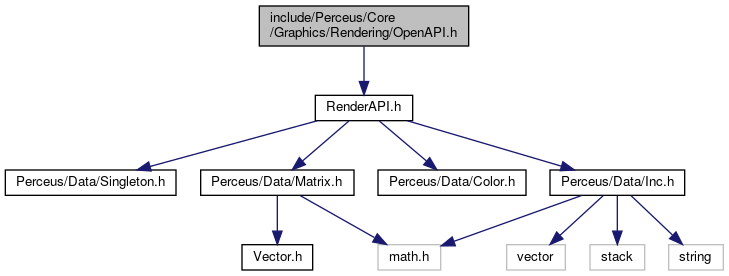 include/Perceus/Core
/Graphics/Rendering/OpenAPI.h
RenderAPI.h
Perceus/Data/Singleton.h
Perceus/Data/Matrix.h
Perceus/Data/Color.h
Perceus/Data/Inc.h
Vector.h
math.h
vector
stack
string